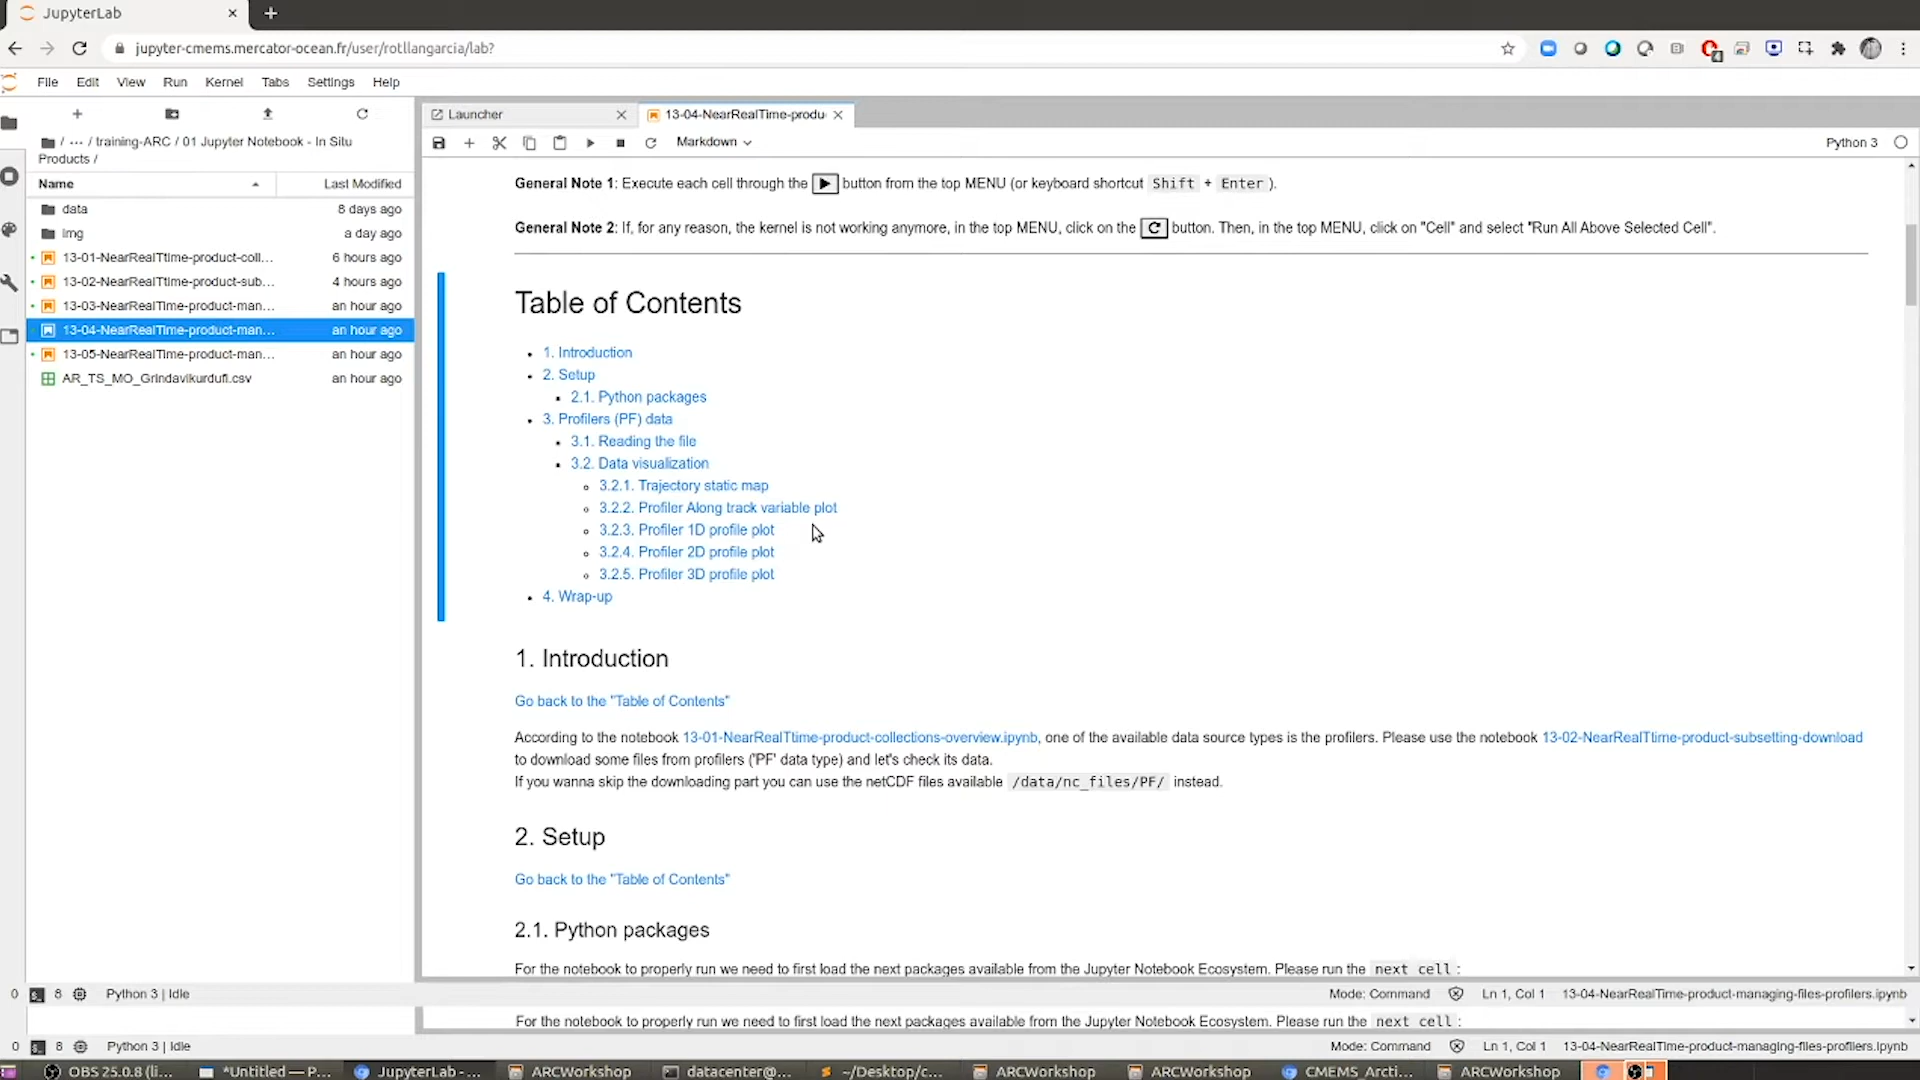 JupyterLab
jupyter-cmems.mercator-ocean.fr/user/rotllangarcia/lab?
4
File Edit View Run Kernel Tabs Settings Help
/ ··· / training-ARC / 01 Jupyter Notebook - In Situ
Products /
Name Last Modified
data 8 days ago
img a day ago
13-01-NearRealTtime-product-coll... 6 hours ago
13-02-NearRealTtime-product-sub... 4 hours ago
13-03-NearRealTime-product-man... an hour ago
13-04-NearRealTime-product-man... an hour ago
13-05-NearRealTime-product-man... an hour ago
AR_TS_MO_Grindavikurdufl.csv an hour ago
Launcher
13-04-NearRealTime-produ
Markdown
Python 3
General Note 1: Execute each cell through the button from the top MENU (or keyboard shortcut Shift + Enter ).
General Note 2: If, for any reason, the kernel is not working anymore, in the top MENU, click on the button. Then, in the top MENU, click on "Cell" and select "Run All Above Selected Cell".
Table of Contents
1. Introduction
2. Setup
2.1. Python packages
3. Profilers (PF) data
3.1. Reading the file
3.2. Data visualization
3.2.1. Trajectory static map
3.2.2. Profiler Along track variable plot
3.2.3. Profiler 1D profile plot
3.2.4. Profiler 2D profile plot
3.2.5. Profiler 3D profile plot
4. Wrap-up
1. Introduction
Go back to the "Table of Contents"
According to the notebook 13-01-NearRealTtime-product-collections-overview.ipynb, one of the available data source types is the profilers. Please use the notebook 13-02-NearRealTtime-product-subsetting-download
to download some files from profilers ('PF' data type) and let's check its data.
If you wanna skip the downloading part you can use the netCDF files available /data/nc_files/PF/ instead.
2. Setup
Go back to the "Table of Contents"
2.1. Python packages
For the notebook to properly run we need to first load the next packages available from the Jupyter Notebook Ecosystem. Please run the next cell :
0 8 Python 3 | Idle Mode: Command Ln 1, Col 1 13-04-NearRealTime-product-managing-files-profilers.ipynb
For the notebook to properly run we need to first load the next packages available from the Jupyter Notebook Ecosystem. Please run the next cell :
0 8 Python 3 | Idle Mode: Command Ln 1, Col 1 13-04-NearRealTime-product-managing-files-profilers.ipynb
OBS 25.0.8 (li... *Untitled — P... JupyterLab - ... ARCWorkshop datacenter@... ~/Desktop/c... ARCWorkshop ARCWorkshop CMEMS_Arcti... ARCWorkshop